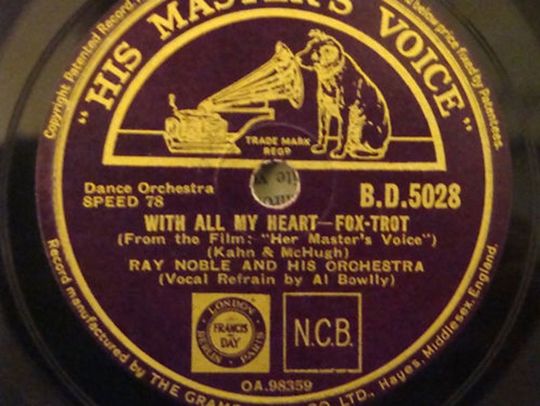 "HIS MASTER'S VOICE"
Copyright. Patented Record.
below price fixed by Patentees.
TRADE MARK
REGD
Dance Orchestra
SPEED 78
B.D.5028
WITH ALL MY HEART—FOX-TROT
(From the Film: "Her Master's Voice")
(Kahn & McHugh)
RAY NOBLE AND HIS ORCHESTRA
(Vocal Refrain by Al Bowlly)
LONDON
FRANCIS
DAY
BERLIN
PARIS
N.C.B.
OA.98359
Record manufactured by THE CO. LTD., Hayes, Middlesex, England.